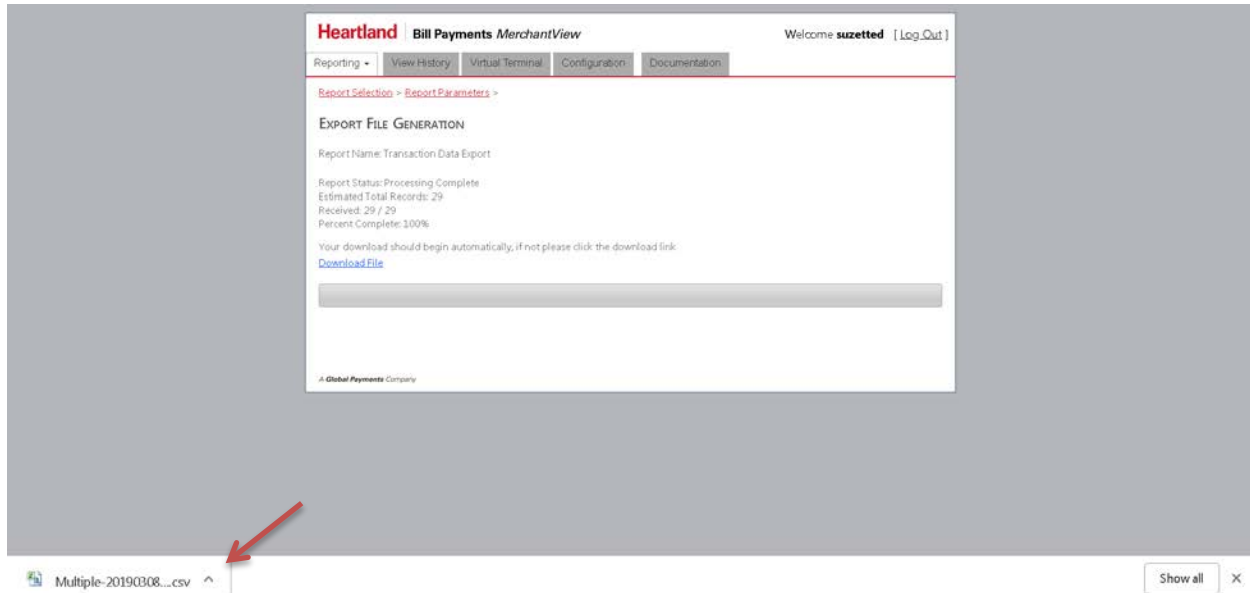 Heartland Bill Payments MerchantView Welcome suzetted [ Log Out ]
Reporting View History Virtual Terminal Configuration Documentation
Report Selection > Report Parameters >
EXPORT FILE GENERATION
Report Name: Transaction Data Export
Report Status: Processing Complete
Estimated Total Records: 29
Received: 29 / 29
Percent Complete: 100%
Your download should begin automatically, if not please click the download link
Download File
A Global Payments Company
Multiple-20190308....csv Show all